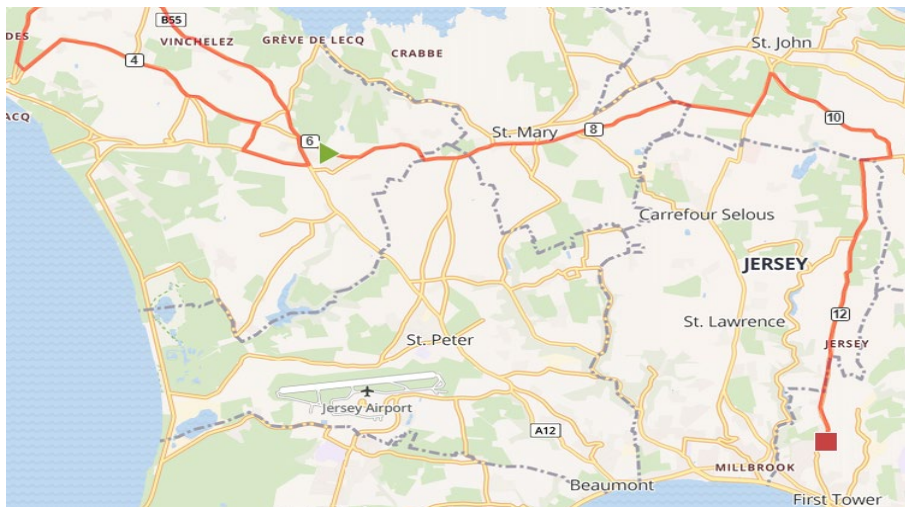 B55
DES
VINCHELEZ
GRÈVE DE LECQ
CRABBE
St. John
4
ACQ
6
St. Mary
8
10
Carrefour Selous
JERSEY
St. Lawrence
12
JERSEY
St. Peter
Jersey Airport
A12
MILLBROOK
Beaumont
First Tower